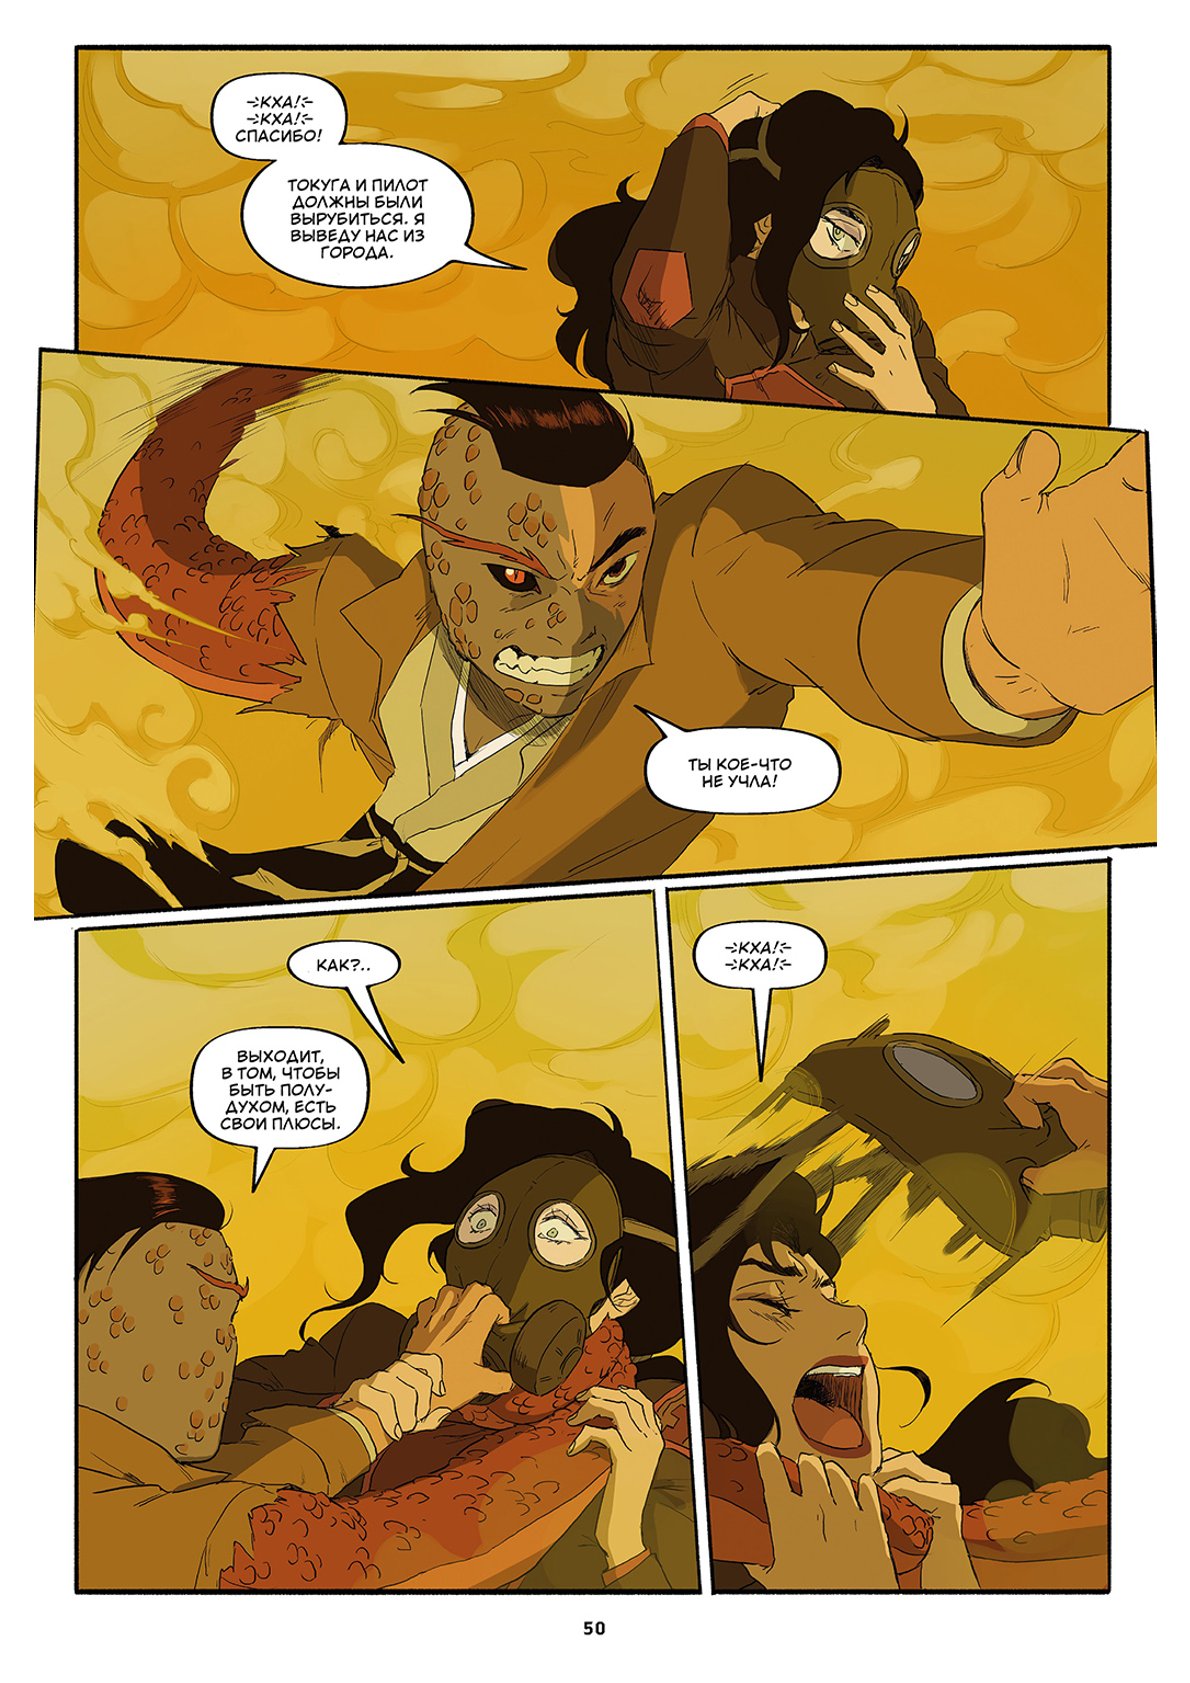 КХА!
КХА!
СПАСИБО!
ТОКУГА И ПИЛОТ
ДОЛЖНЫ БЫЛИ
ВЫРУБИТЬСЯ. Я
ВЫВЕДУ НАС ИЗ
ГОРОДА.
ТЫ КОЕ-ЧТО
НЕ УЧЛА!
КАК?..
ВЫХОДИТ,
В ТОМ, ЧТОБЫ
БЫТЬ ПОЛУ-
ДУХОМ, ЕСТЬ
СВОИ ПЛЮСЫ.
КХА!
КХА!
50